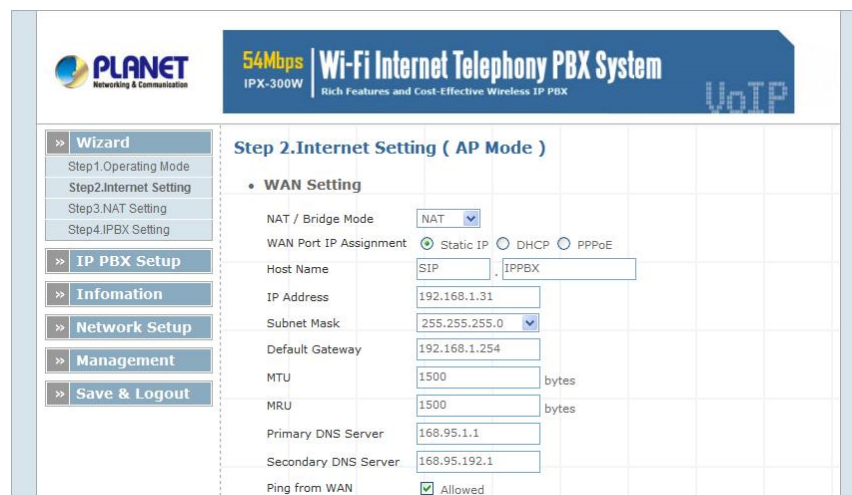 PLANET
Networking & Communication
54Mbps
IPX-300W
Wi-Fi Internet Telephony PBX System
Rich Features and Cost-Effective Wireless IP PBX
VoIP
» Wizard
Step1.Operating Mode
Step2.Internet Setting
Step3.NAT Setting
Step4.IPBX Setting
» IP PBX Setup
» Infomation
» Network Setup
» Management
» Save & Logout
Step 2.Internet Setting ( AP Mode )
• WAN Setting
NAT / Bridge Mode NAT
WAN Port IP Assignment Static IP DHCP PPPoE
Host Name SIP . IPPBX
IP Address 192.168.1.31
Subnet Mask 255.255.255.0
Default Gateway 192.168.1.254
MTU 1500 bytes
MRU 1500 bytes
Primary DNS Server 168.95.1.1
Secondary DNS Server 168.95.192.1
Ping from WAN Allowed